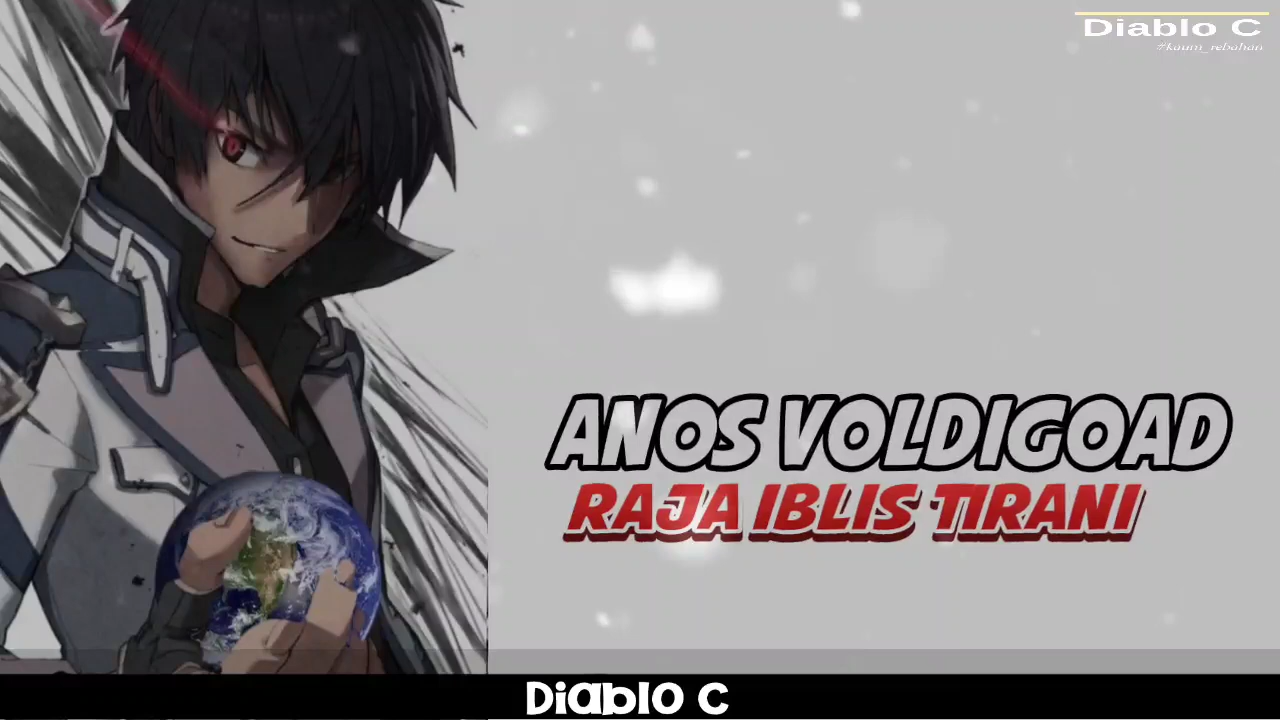 Diablo C
#kaum_rebahan
ANOS VOLDIGOAD
RAJA IBLIS TIRANI
Diablo C